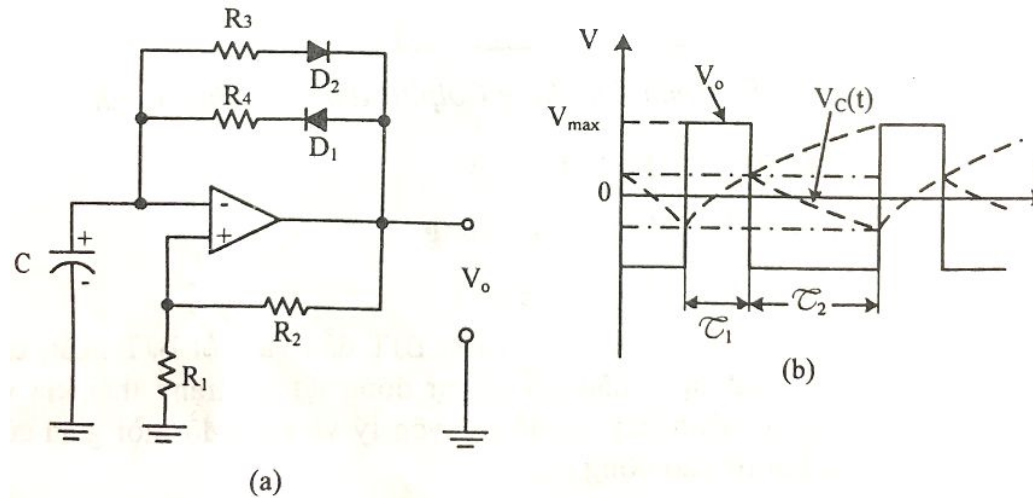 R3
D2
R4
D1
-
+
C
+
-
R2
R1
Vo
(a)
V
Vo
VC(t)
Vmax
0
t
τ1
τ2
(b)